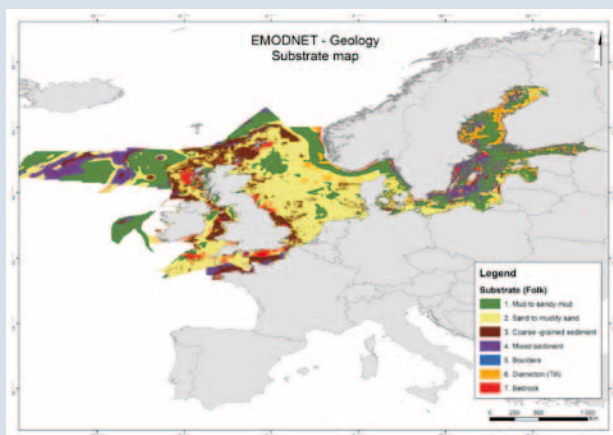 EMODNET - Geology
Substrate map
Legend
Substrate (Folk)
1. Mud to sandy mud
2. Sand to muddy sand
3. Coarse-grained sediment
4. Mixed sediment
5. Boulders
6. Diamicton (Till)
7. Bedrock